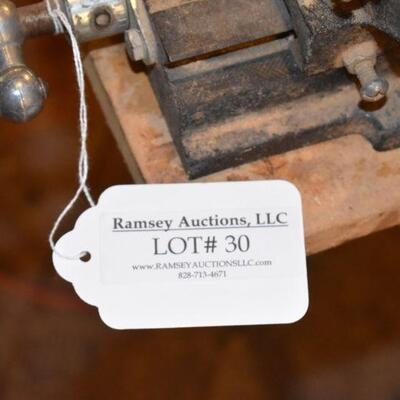 Ramsey Auctions, LLC
LOT# 30
WWW.RAMSEYAUCTIONSLLC.com
828-713-4671